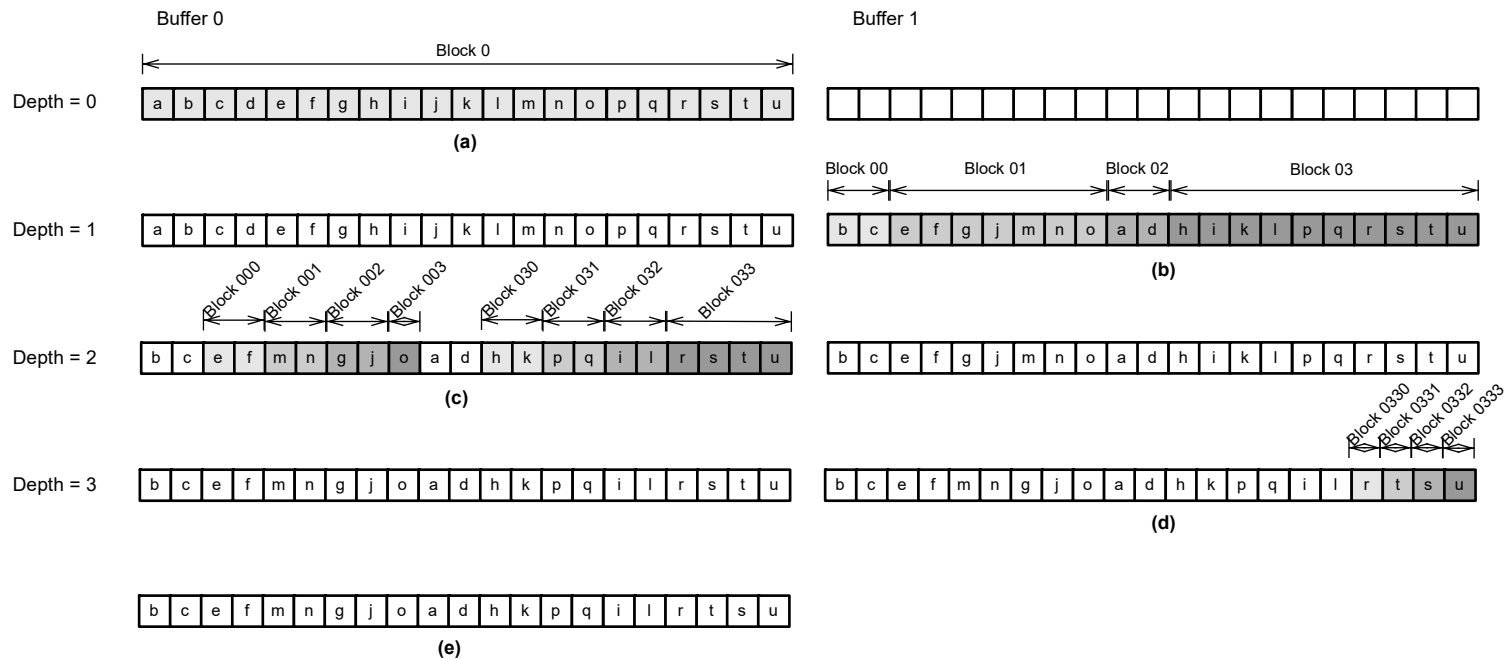 Buffer 0 Buffer 1
Block 0
Depth = 0 a b c d e f g h i j k l m n o p q r s t u
(a)
Block 00 Block 01 Block 02 Block 03
Depth = 1 a b c d e f g h i j k l m n o p q r s t u b c e f g j m n o a d h i k l p q r s t u
(b)
Block 000 Block 001 Block 002 Block 003 Block 030 Block 031 Block 032 Block 033
Depth = 2 b c e f m n g j o a d h k p q i l r s t u b c e f g j m n o a d h i k l p q r s t u
(c)
Block 0330 Block 0331 Block 0332 Block 0333
Depth = 3 b c e f m n g j o a d h k p q i l r s t u b c e f m n g j o a d h k p q i l r t s u
(d)
b c e f m n g j o a d h k p q i l r t s u
(e)